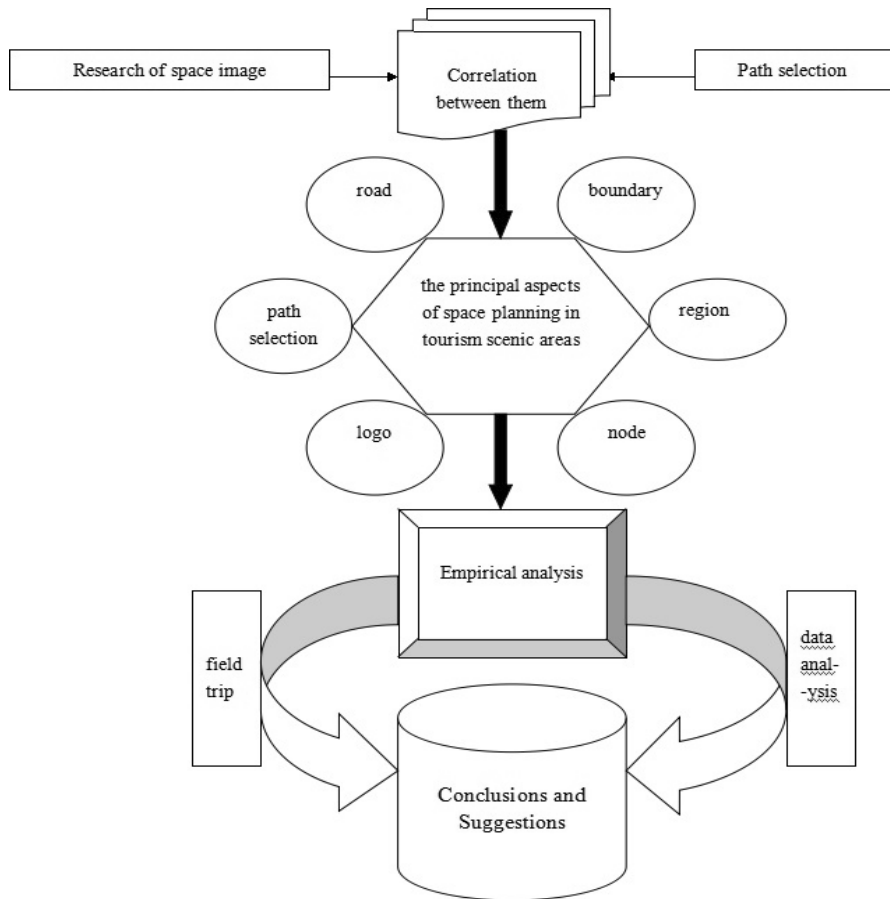 Research of space image
Correlation
between them
Path selection
road
boundary
the principal aspects
of space planning in
tourism scenic areas
path
selection
region
logo
node
Empirical analysis
field
trip
data
anal-
-ysis
Conclusions and
Suggestions